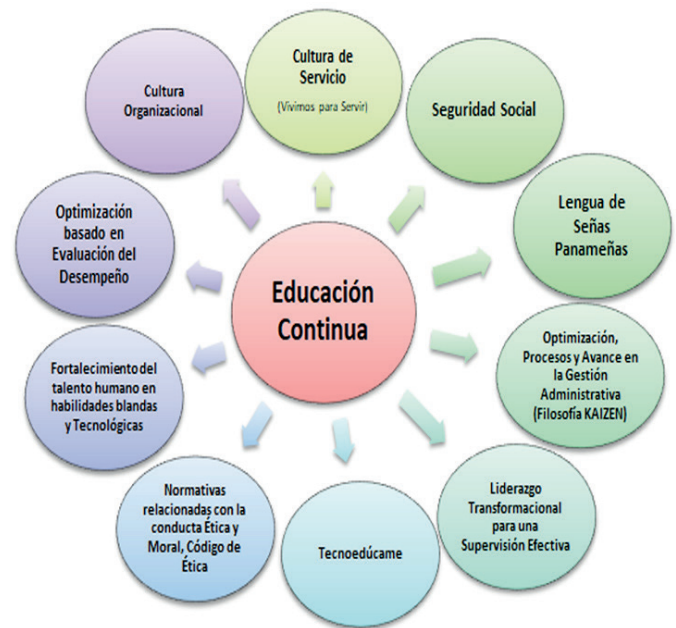 Cultura de
Servicio
(Vivimos para Servir)
Seguridad Social
Lengua de
Señas
Panameñas
Optimización,
Procesos y Avance en
la Gestión
Administrativa
(Filosofía KAIZEN)
Liderazgo
Transformacional
para una
Supervisión Efectiva
Tecnoedúcame
Normativas
relacionadas con la
conducta Ética y
Moral, Código de
Ética
Fortalecimiento del
talento humano en
habilidades blandas
y Tecnológicas
Optimización
basado en
Evaluación del
Desempeño
Cultura
Organizacional
Educación
Continua